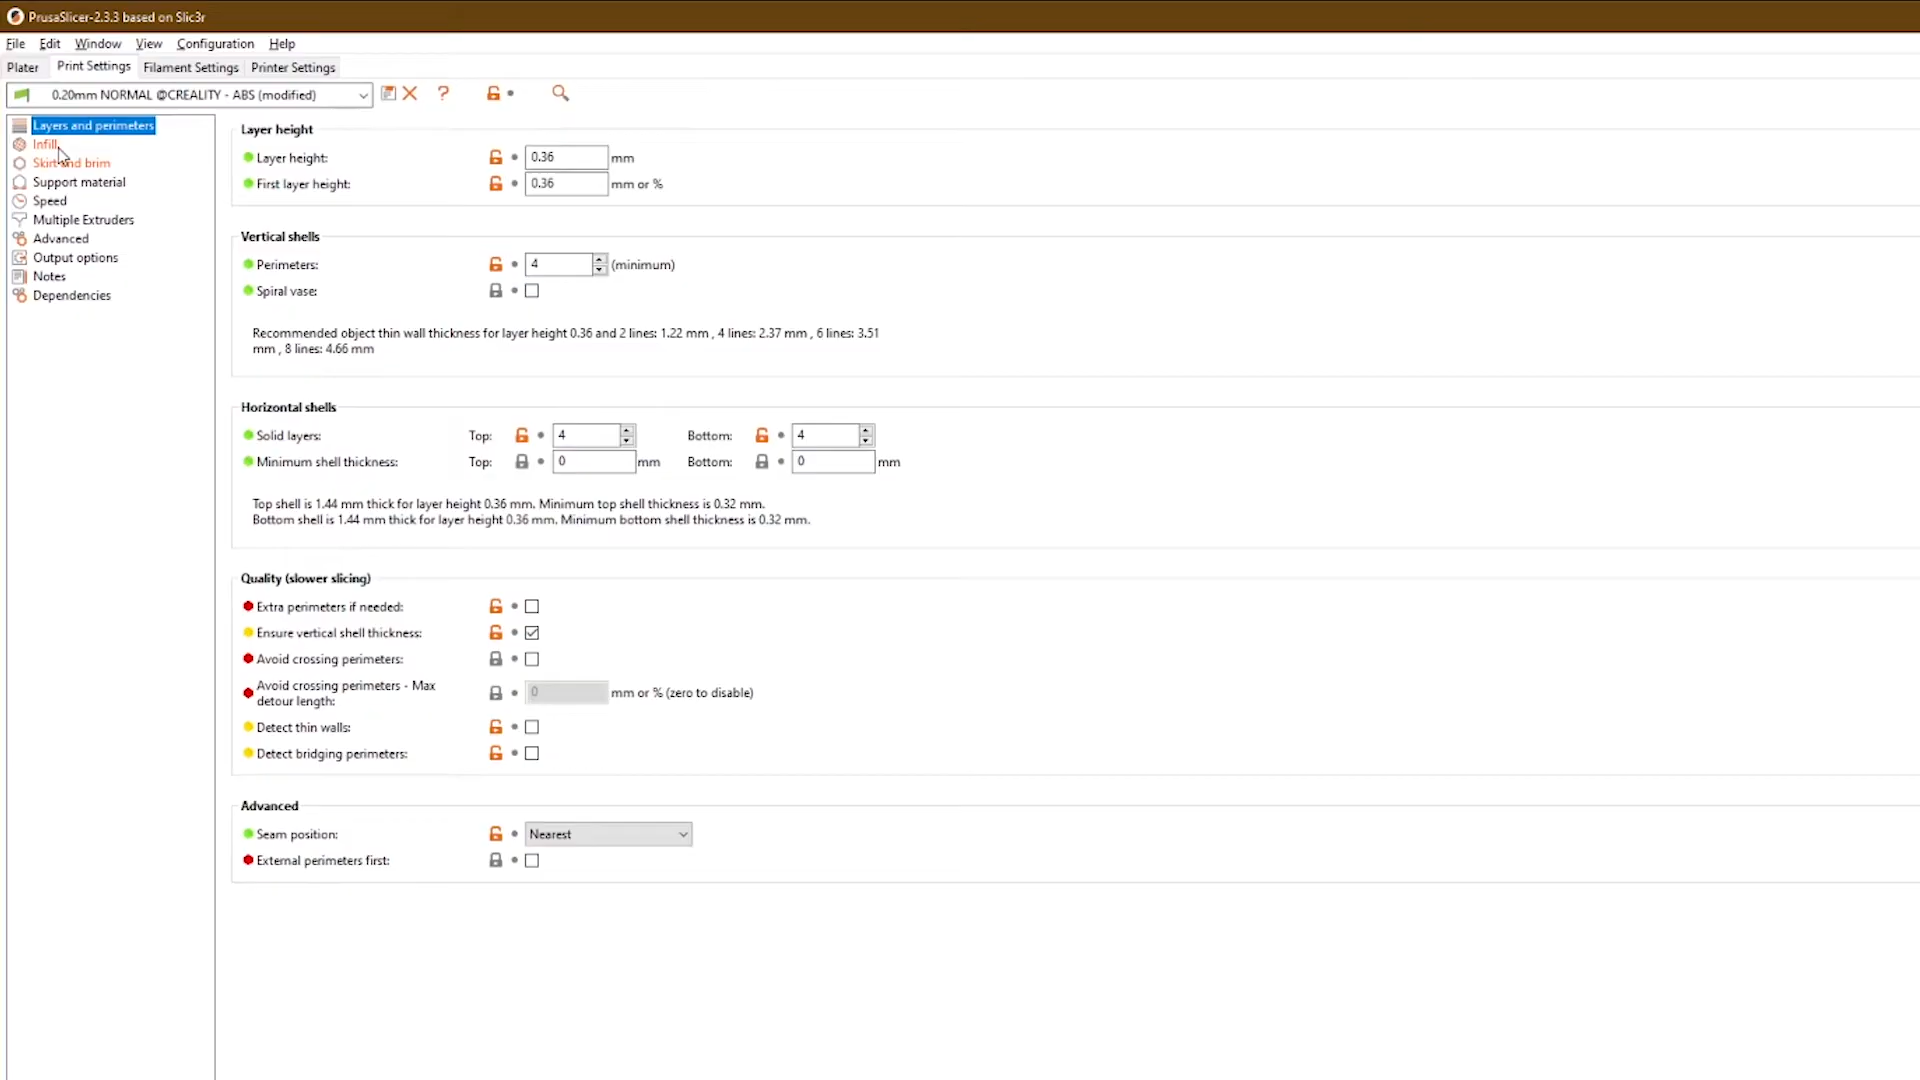 PrusaSlicer-2.3.3 based on Slic3r
File Edit Window View Configuration Help
Plater Print Settings Filament Settings Printer Settings
0.20mm NORMAL @CREALITY - ABS (modified) ?
Layers and perimeters
Infill
Skirt and brim
Support material
Speed
Multiple Extruders
Advanced
Output options
Notes
Dependencies
Layer height
Layer height: 0.36 mm
First layer height: 0.36 mm or %
Vertical shells
Perimeters: 4 (minimum)
Spiral vase:
Recommended object thin wall thickness for layer height 0.36 and 2 lines: 1.22 mm , 4 lines: 2.37 mm , 6 lines: 3.51
mm , 8 lines: 4.66 mm
Horizontal shells
Solid layers: Top: 4 Bottom: 4
Minimum shell thickness: Top: 0 mm Bottom: 0 mm
Top shell is 1.44 mm thick for layer height 0.36 mm. Minimum top shell thickness is 0.32 mm.
Bottom shell is 1.44 mm thick for layer height 0.36 mm. Minimum bottom shell thickness is 0.32 mm.
Quality (slower slicing)
Extra perimeters if needed:
Ensure vertical shell thickness:
Avoid crossing perimeters:
Avoid crossing perimeters - Max
detour length: 0 mm or % (zero to disable)
Detect thin walls:
Detect bridging perimeters:
Advanced
Seam position: Nearest
External perimeters first: